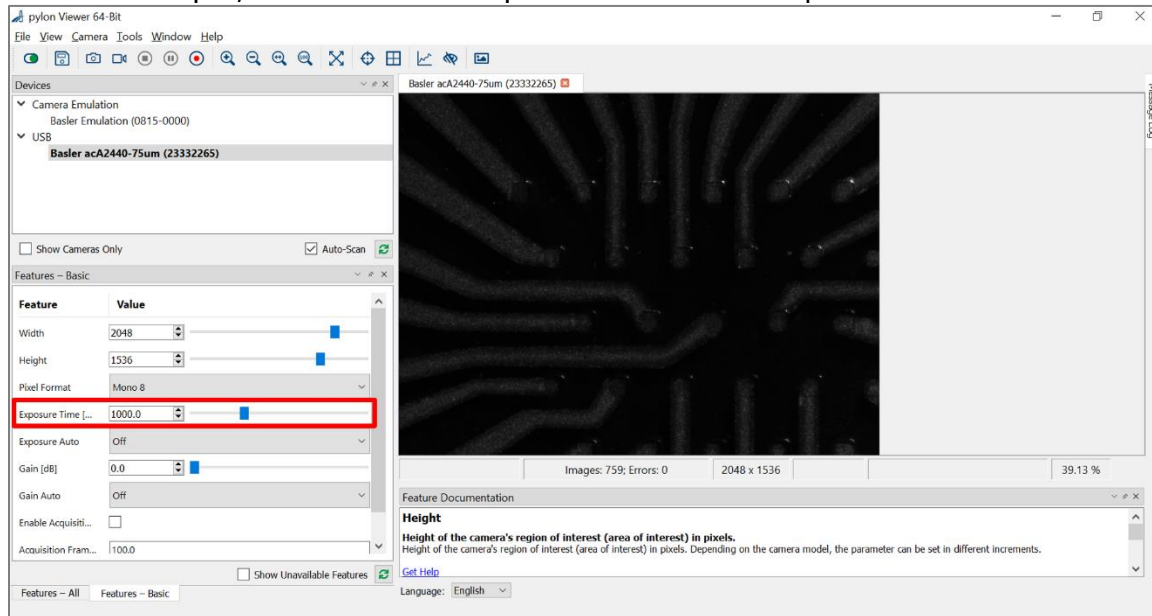 pylon Viewer 64-Bit
File View Camera Tools Window Help
Devices
Camera Emulation
Basler Emulation (0815-0000)
USB
Basler acA2440-75um (23332265)
Show Cameras Only
Auto-Scan
Features – Basic
Feature Value
Width 2048
Height 1536
Pixel Format Mono 8
Exposure Time [... 1000.0
Exposure Auto Off
Gain [dB] 0.0
Gain Auto Off
Enable Acquisiti...
Acquisition Fram... 100.0
Show Unavailable Features
Features – All Features – Basic
Basler acA2440-75um (23332265)
Message Log
Images: 759; Errors: 0 2048 x 1536 39.13 %
Feature Documentation
Height
Height of the camera's region of interest (area of interest) in pixels.
Height of the camera's region of interest (area of interest) in pixels. Depending on the camera model, the parameter can be set in different increments.
Get Help
Language: English